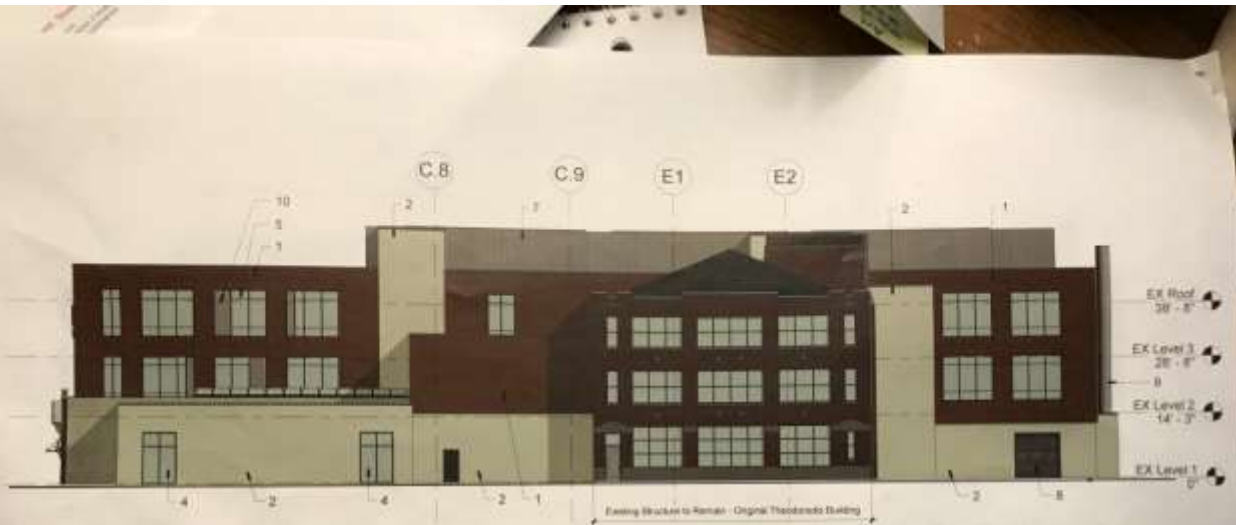 C.8
C.9
E1
E2
10
5
1
2
7
2
1
EX Roof
38' - 8"
EX Level 3
28' - 6"
8
EX Level 2
14' - 3"
EX Level 1
0"
4
2
4
2
1
2
8
Existing Structure to Remain - Original Theodorado Building